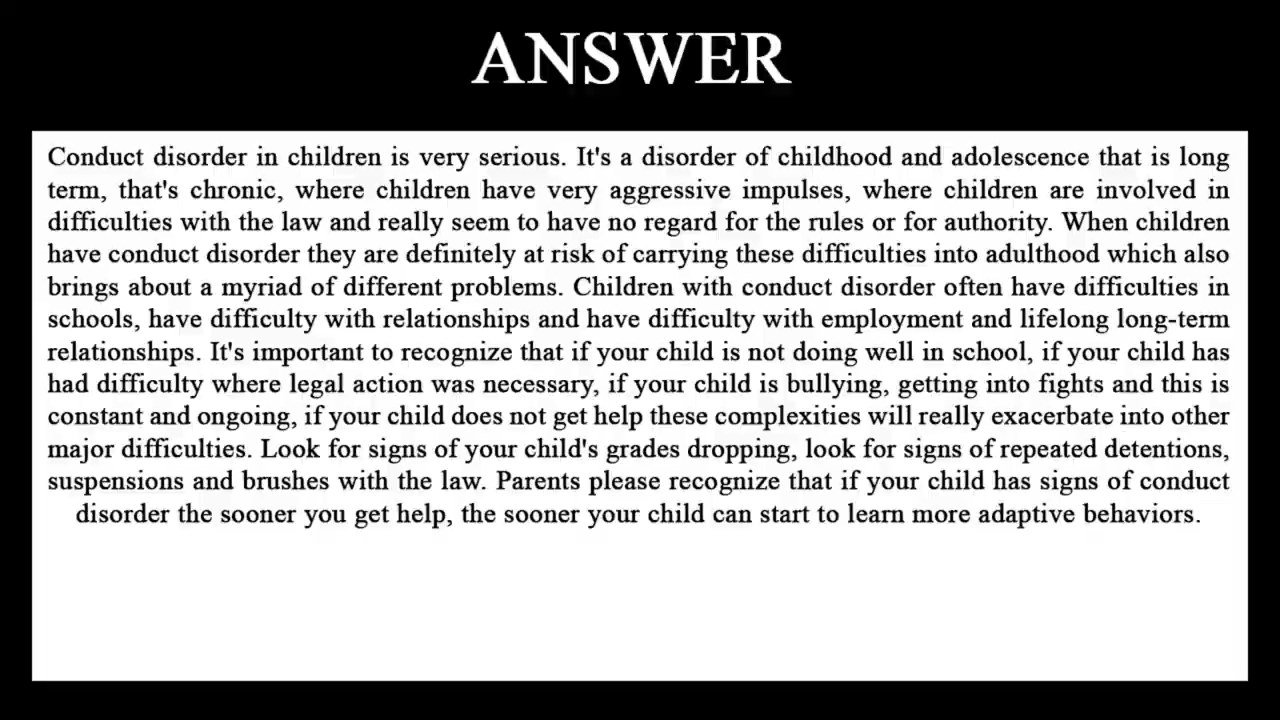 ANSWER
Conduct disorder in children is very serious. It's a disorder of childhood and adolescence that is long
term, that's chronic, where children have very aggressive impulses, where children are involved in
difficulties with the law and really seem to have no regard for the rules or for authority. When children
have conduct disorder they are definitely at risk of carrying these difficulties into adulthood which also
brings about a myriad of different problems. Children with conduct disorder often have difficulties in
schools, have difficulty with relationships and have difficulty with employment and lifelong long-term
relationships. It's important to recognize that if your child is not doing well in school, if your child has
had difficulty where legal action was necessary, if your child is bullying, getting into fights and this is
constant and ongoing, if your child does not get help these complexities will really exacerbate into other
major difficulties. Look for signs of your child's grades dropping, look for signs of repeated detentions,
suspensions and brushes with the law. Parents please recognize that if your child has signs of conduct
disorder the sooner you get help, the sooner your child can start to learn more adaptive behaviors.